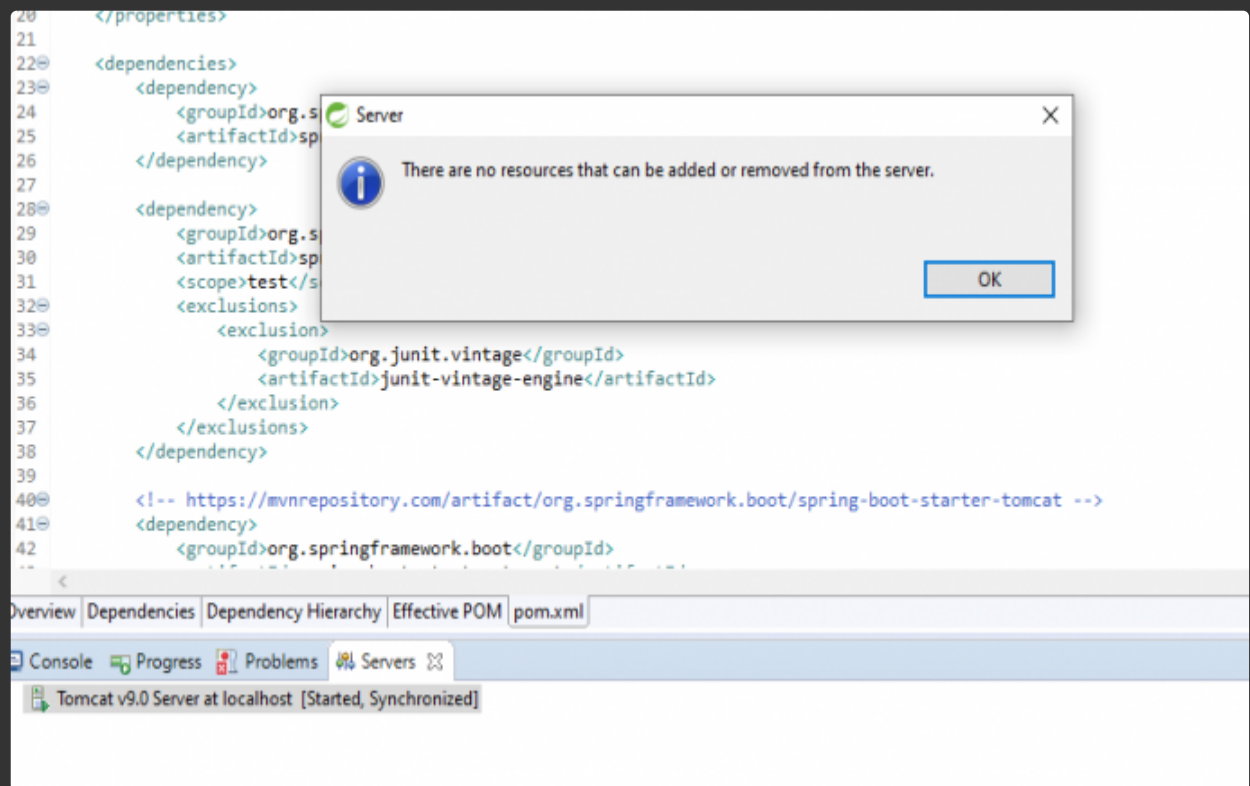 20 </properties>
21
22 <dependencies>
23 <dependency>
24 <groupId>org.s
25 <artifactId>sp
26 </dependency>
27
28 <dependency>
29 <groupId>org.sp
30 <artifactId>sp
31 <scope>test</s
32 <exclusions>
33 <exclusion>
34 <groupId>org.junit.vintage</groupId>
35 <artifactId>junit-vintage-engine</artifactId>
36 </exclusion>
37 </exclusions>
38 </dependency>
39
40 <!-- https://mvnrepository.com/artifact/org.springframework.boot/spring-boot-starter-tomcat -->
41 <dependency>
42 <groupId>org.springframework.boot</groupId>
Server
There are no resources that can be added or removed from the server.
OK
Overview Dependencies Dependency Hierarchy Effective POM pom.xml
Console Progress Problems Servers
Tomcat v9.0 Server at localhost [Started, Synchronized]